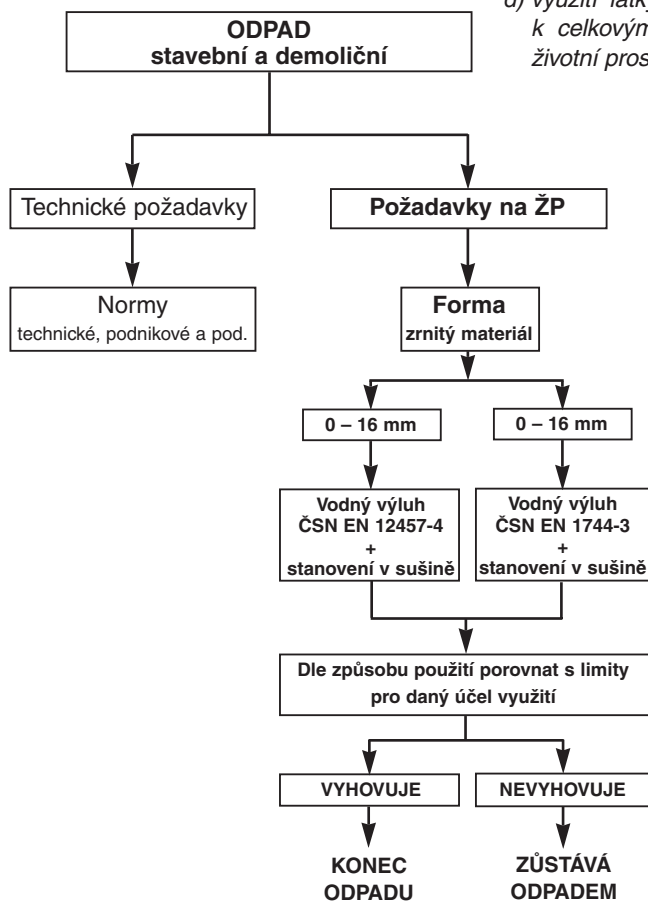 ODPAD
stavební a demoliční
d) využití látky
k celkovým
životní pros
Technické požadavky
Požadavky na ŽP
Normy
technické, podnikové a pod.
Forma
zrnitý materiál
0 – 16 mm
0 – 16 mm
Vodný výluh
ČSN EN 12457-4
+
stanovení v sušině
Vodný výluh
ČSN EN 1744-3
+
stanovení v sušině
Dle způsobu použití porovnat s limity
pro daný účel využití
VYHOVUJE
NEVYHOVUJE
KONEC
ODPADU
ZŮSTÁVÁ
ODPADEM